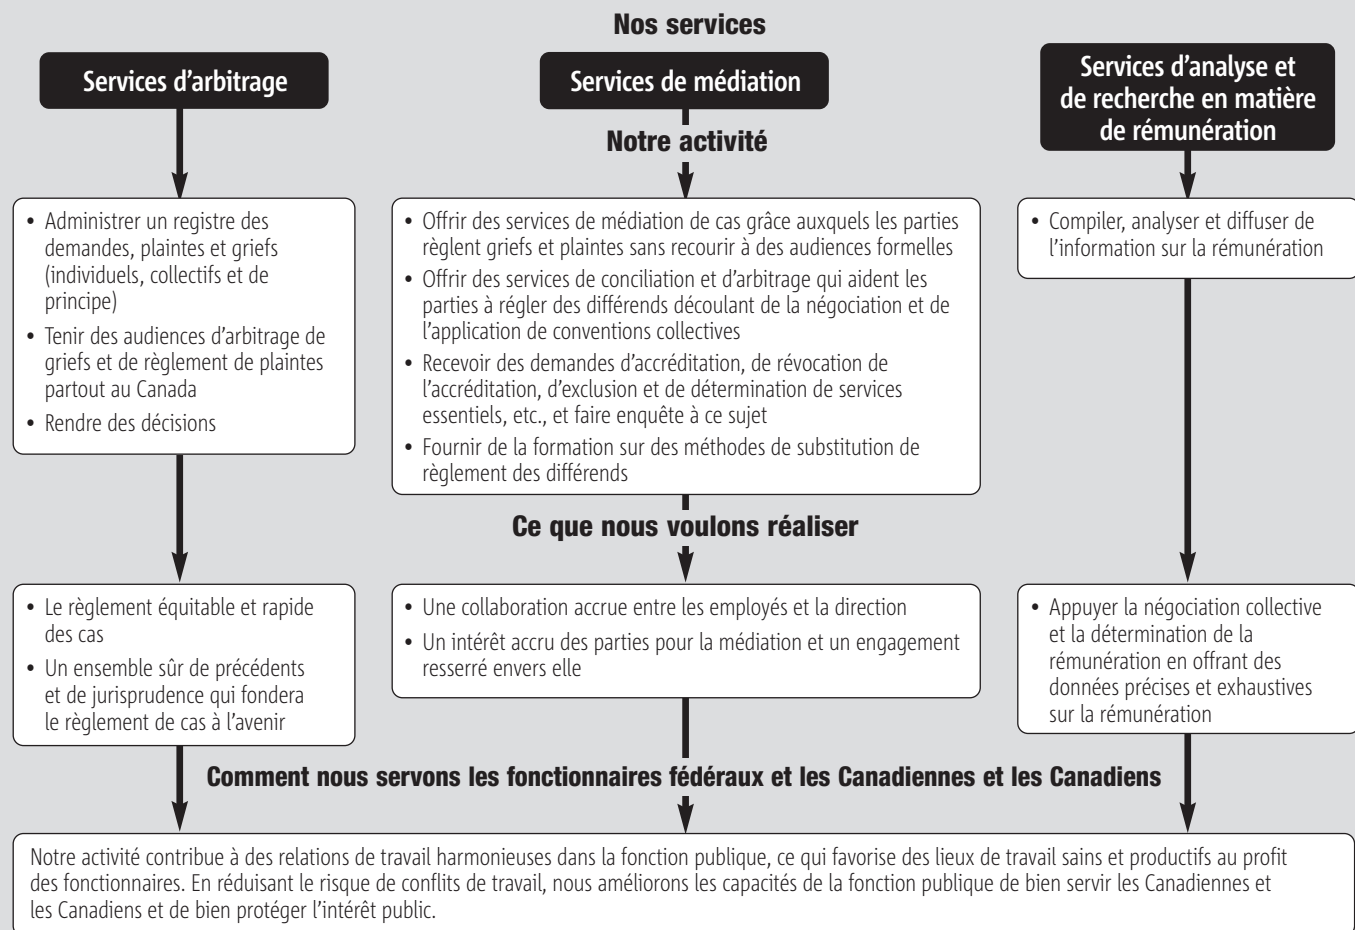 Nos services
Services d'arbitrage
Services de médiation
Services d'analyse et
de recherche en matière
de rémunération
Notre activité
• Administrer un registre des
demandes, plaintes et griefs
(individuels, collectifs et de
principe)
• Tenir des audiences d'arbitrage de
griefs et de règlement de plaintes
partout au Canada
• Rendre des décisions
• Offrir des services de médiation de cas grâce auxquels les parties
règlent griefs et plaintes sans recourir à des audiences formelles
• Offrir des services de conciliation et d'arbitrage qui aident les
parties à régler des différends découlant de la négociation et de
l'application de conventions collectives
• Recevoir des demandes d'accréditation, de révocation de
l'accréditation, d'exclusion et de détermination de services
essentiels, etc., et faire enquête à ce sujet
• Fournir de la formation sur des méthodes de substitution de
règlement des différends
• Compiler, analyser et diffuser de
l'information sur la rémunération
Ce que nous voulons réaliser
• Le règlement équitable et rapide
des cas
• Un ensemble sûr de précédents
et de jurisprudence qui fondera
le règlement de cas à l'avenir
• Une collaboration accrue entre les employés et la direction
• Un intérêt accru des parties pour la médiation et un engagement
resserré envers elle
• Appuyer la négociation collective
et la détermination de la
rémunération en offrant des
données précises et exhaustives
sur la rémunération
Comment nous servons les fonctionnaires fédéraux et les Canadiennes et les Canadiens
Notre activité contribue à des relations de travail harmonieuses dans la fonction publique, ce qui favorise des lieux de travail sains et productifs au profit
des fonctionnaires. En réduisant le risque de conflits de travail, nous améliorons les capacités de la fonction publique de bien servir les Canadiennes et
les Canadiens et de bien protéger l'intérêt public.